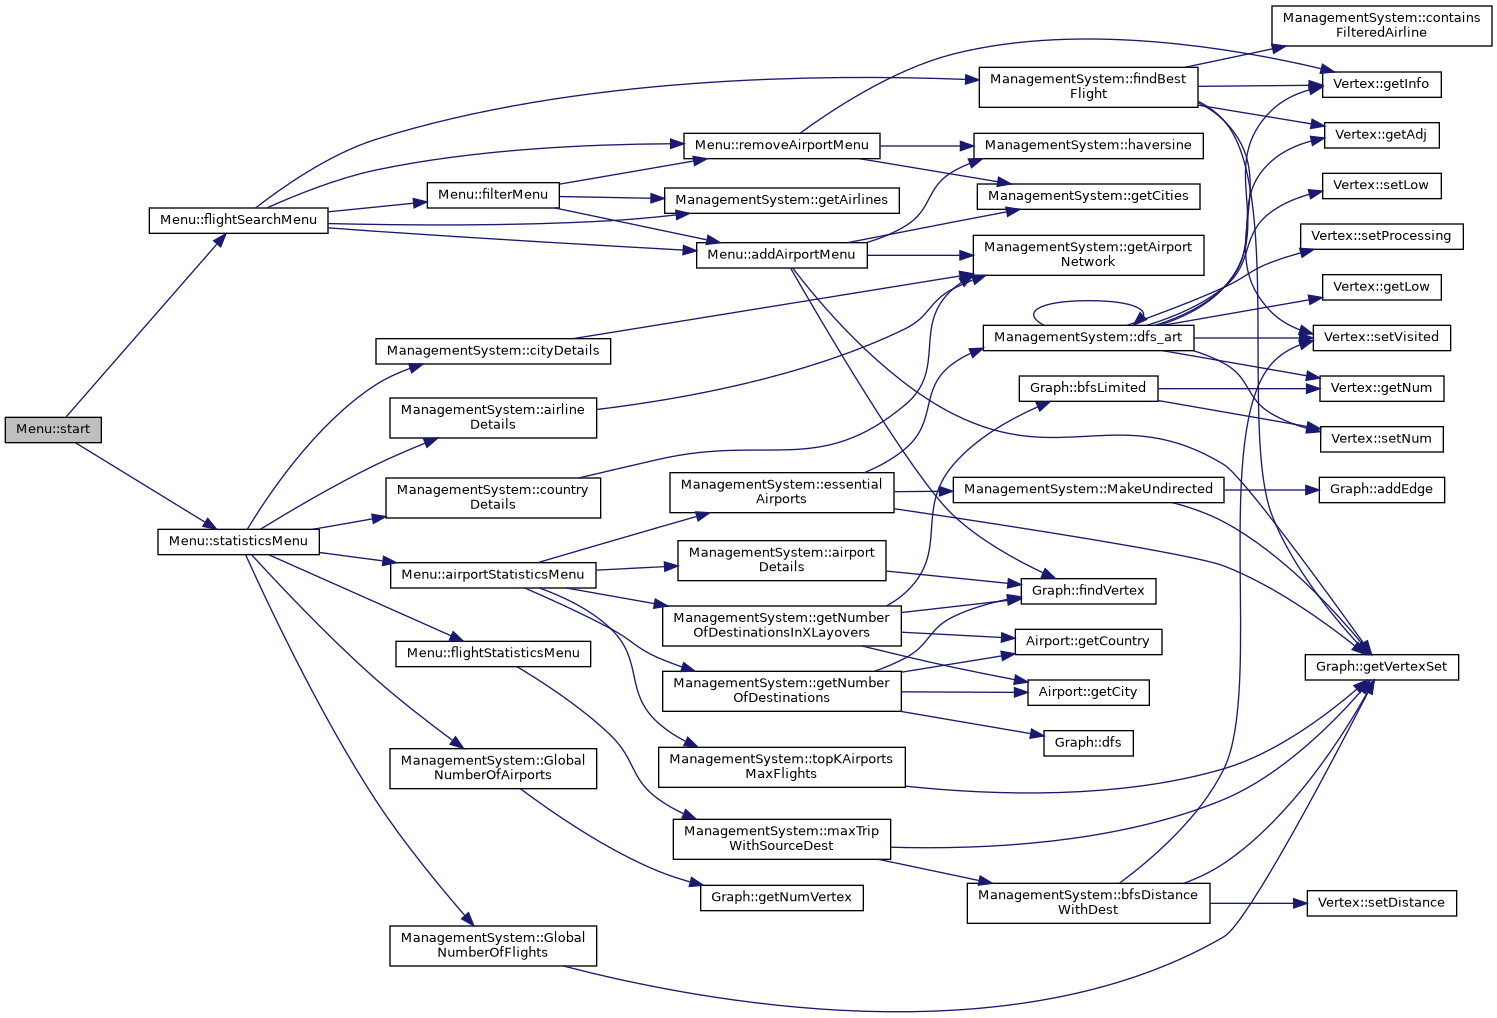 Menu::start
Menu::flightSearchMenu
Menu::statisticsMenu
Menu::filterMenu
ManagementSystem::cityDetails
ManagementSystem::airline
Details
ManagementSystem::country
Details
Menu::airportStatisticsMenu
Menu::flightStatisticsMenu
ManagementSystem::Global
NumberOfAirports
ManagementSystem::Global
NumberOfFlights
Menu::removeAirportMenu
ManagementSystem::getAirlines
Menu::addAirportMenu
ManagementSystem::essential
Airports
ManagementSystem::airport
Details
ManagementSystem::getNumber
OfDestinationsInXLayovers
ManagementSystem::getNumber
OfDestinations
ManagementSystem::topKAirports
MaxFlights
ManagementSystem::maxTrip
WithSourceDest
Graph::getNumVertex
ManagementSystem::findBest
Flight
ManagementSystem::haversine
ManagementSystem::getCities
ManagementSystem::getAirport
Network
ManagementSystem::dfs_art
Graph::bfsLimited
ManagementSystem::MakeUndirected
Graph::findVertex
Airport::getCountry
Airport::getCity
Graph::dfs
ManagementSystem::bfsDistance
WithDest
ManagementSystem::contains
FilteredAirline
Vertex::getInfo
Vertex::getAdj
Vertex::setLow
Vertex::setProcessing
Vertex::getLow
Vertex::setVisited
Vertex::getNum
Vertex::setNum
Graph::addEdge
Graph::getVertexSet
Vertex::setDistance